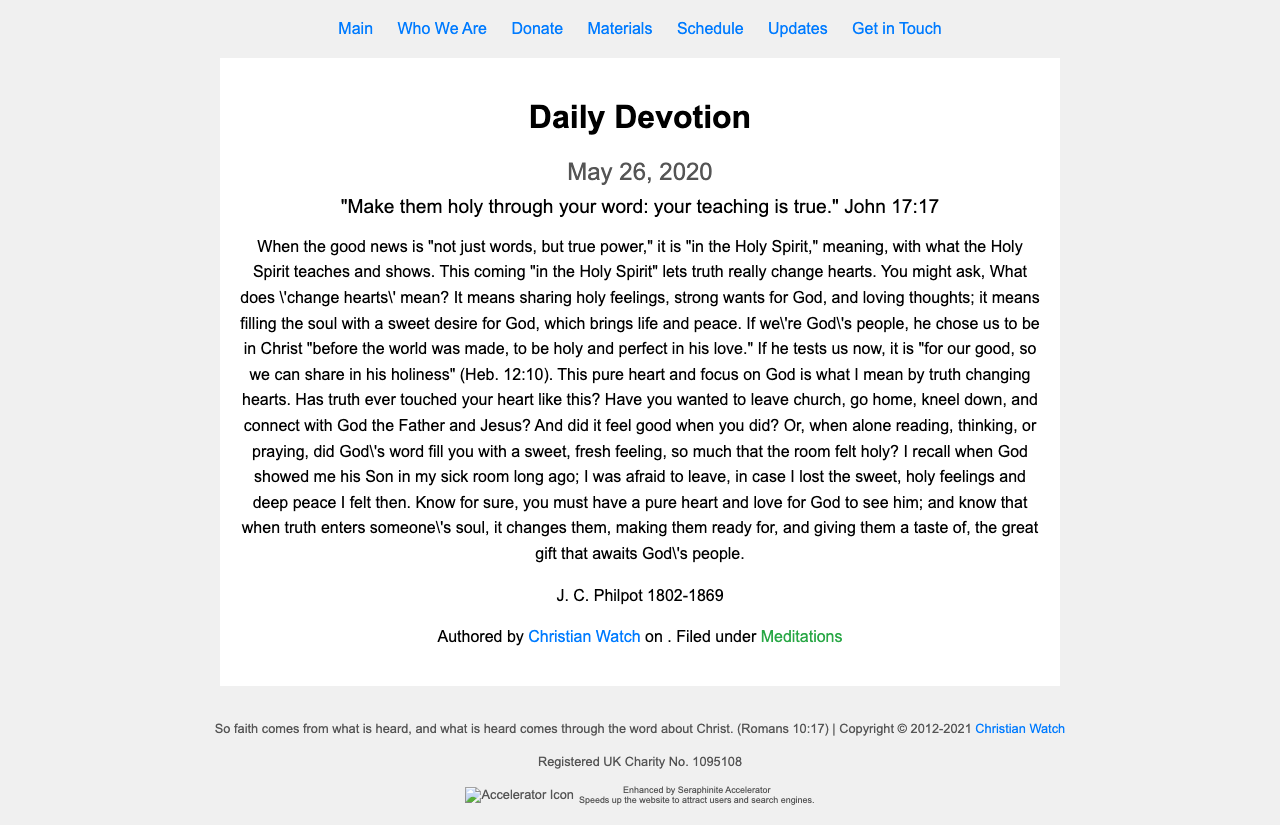 Main Who We Are Donate Materials Schedule Updates Get in Touch
Daily Devotion
May 26, 2020
"Make them holy through your word: your teaching is true." John 17:17
When the good news is "not just words, but true power," it is "in the Holy Spirit," meaning, with what the Holy
Spirit teaches and shows. This coming "in the Holy Spirit" lets truth really change hearts. You might ask, What
does \'change hearts\' mean? It means sharing holy feelings, strong wants for God, and loving thoughts; it means
filling the soul with a sweet desire for God, which brings life and peace. If we\'re God\'s people, he chose us to be
in Christ "before the world was made, to be holy and perfect in his love." If he tests us now, it is "for our good, so
we can share in his holiness" (Heb. 12:10). This pure heart and focus on God is what I mean by truth changing
hearts. Has truth ever touched your heart like this? Have you wanted to leave church, go home, kneel down, and
connect with God the Father and Jesus? And did it feel good when you did? Or, when alone reading, thinking, or
praying, did God\'s word fill you with a sweet, fresh feeling, so much that the room felt holy? I recall when God
showed me his Son in my sick room long ago; I was afraid to leave, in case I lost the sweet, holy feelings and
deep peace I felt then. Know for sure, you must have a pure heart and love for God to see him; and know that
when truth enters someone\'s soul, it changes them, making them ready for, and giving them a taste of, the great
gift that awaits God\'s people.
J. C. Philpot 1802-1869
Authored by Christian Watch on . Filed under Meditations
So faith comes from what is heard, and what is heard comes through the word about Christ. (Romans 10:17) | Copyright © 2012-2021 Christian Watch
Registered UK Charity No. 1095108
Accelerator Icon
Enhanced by Seraphinite Accelerator
Speeds up the website to attract users and search engines.